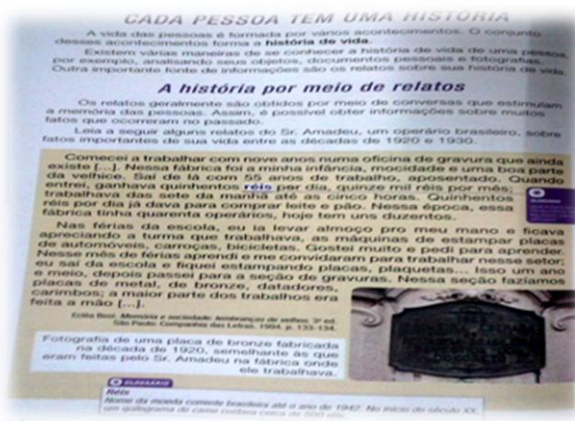 CADA PESSOA TEM UMA HISTÓRIA
A vida das pessoas é formada por vários acontecimentos. O conjunto
desses acontecimentos forma a história de vida.
Existem várias maneiras de se conhecer a história de vida de uma pessoa,
por exemplo, analisando seus objetos, documentos pessoais e fotografias.
Outra importante fonte de informações são os relatos sobre sua história de vida.
A história por meio de relatos
Os relatos geralmente são obtidos por meio de conversas que estimulam
a memória das pessoas. Assim, é possível obter informações sobre muitos
fatos que ocorreram no passado.
Leia a seguir alguns relatos do Sr. Amadeu, um operário brasileiro, sobre
fatos importantes de sua vida entre as décadas de 1920 e 1930.
Comecei a trabalhar com nove anos numa oficina de gravura que ainda
existe [...]. Nessa fábrica foi a minha infância, mocidade e uma boa parte
da velhice. Saí de lá com 55 anos de trabalho, aposentado. Quando
entrei, ganhava quinhentos réis por dia, quinze mil réis por mês;
trabalhava das sete da manhã até as cinco horas. Quinhentos
réis por dia já dava para comprar leite e pão. Nessa época, essa
fábrica tinha quarenta operários, hoje tem uns duzentos.
Nas férias da escola, eu ia levar almoço pro meu mano e ficava
apreciando a turma que trabalhava, as máquinas de estampar placas
de automóveis, carroças, bicicletas. Gostei muito e pedi para aprender.
Nesse mês de férias aprendi e me convidaram para trabalhar nesse setor:
eu saí da escola e fiquei estampando placas, plaquetas... Isso um ano
e meio, depois passei para a seção de gravuras. Nessa seção fazíamos
placas de metal, de bronze, datadores,
carimbos; a maior parte dos trabalhos era
feita a mão [...].
Ecléa Bosi. Memória e sociedade: lembranças de velhos. 3ª ed.
São Paulo: Companhia das Letras, 1994. p. 133-134.
Fotografia de uma placa de bronze fabricada
na década de 1920, semelhante às que
eram feitas pelo Sr. Amadeu na fábrica onde
ele trabalhava.
GLOSSÁRIO
Réis
Nome da moeda corrente brasileira até o ano de 1942. No início do século XX,
um quilograma de carne custava cerca de 500 réis.